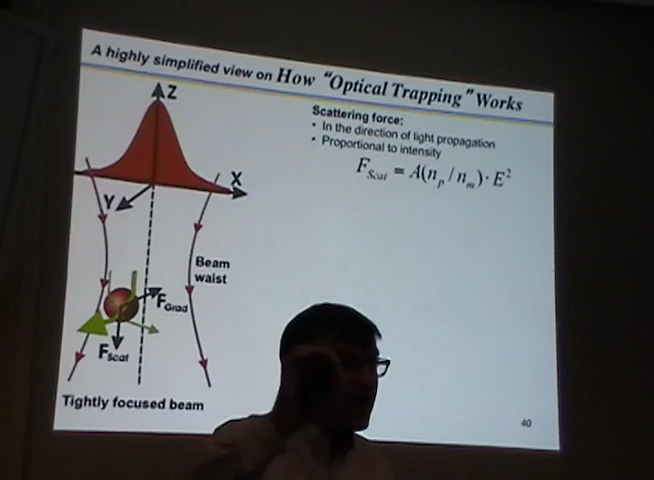 A highly simplified view on How "Optical Trapping" Works
Z
X
Y
Beam
waist
F_Grad
F_Scat
Tightly focused beam
Scattering force:
• In the direction of light propagation
• Proportional to intensity
F_Scat = A(n_p / n_m) · E²
40